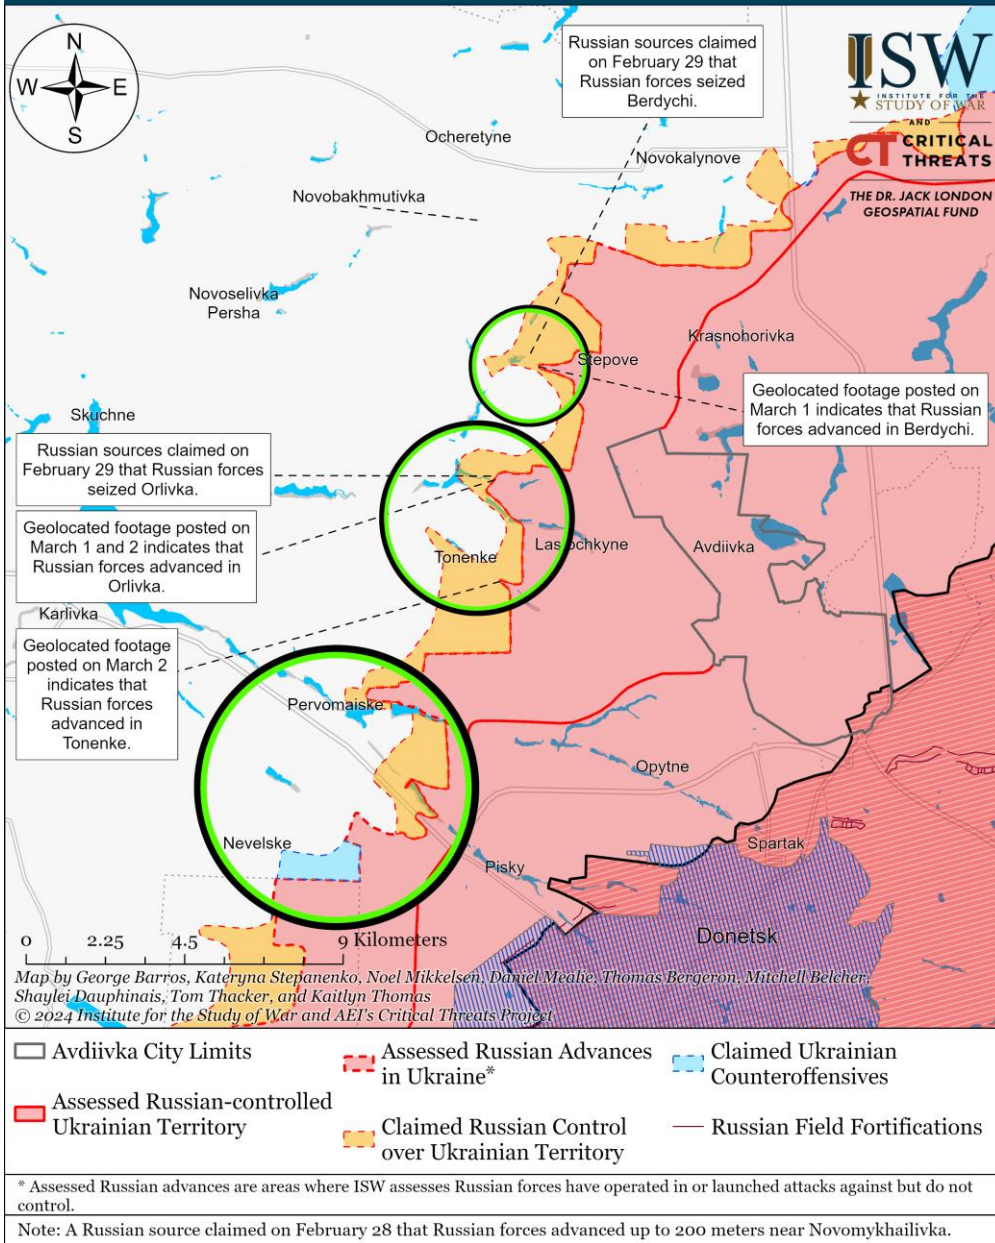 N
W
E
S
Russian sources claimed
on February 29 that
Russian forces seized
Berdychi.
ISW
INSTITUTE FOR THE
STUDY OF WAR
AND
CT CRITICAL
THREATS
THE DR. JACK LONDON
GEOSPATIAL FUND
Ocheretyne
Novokalynove
Novobakhmutivka
Novoselivka
Persha
Krasnohorivka
Stepove
Geolocated footage posted on
March 1 indicates that Russian
forces advanced in Berdychi.
Skuchne
Russian sources claimed on
February 29 that Russian forces
seized Orlivka.
Geolocated footage posted on
March 1 and 2 indicates that
Russian forces advanced in
Orlivka.
Tonenke
Lastochkyne
Avdiivka
Karlivka
Geolocated footage
posted on March 2
indicates that
Russian forces
advanced in
Tonenke.
Pervomaiske
Opytne
Nevelske
Spartak
Pisky
Donetsk
0 2.25 4.5 9 Kilometers
Map by George Barros, Kateryna Stepanenko, Noel Mikkelsen, Daniel Mealie, Thomas Bergeron, Mitchell Belcher,
Shaylei Dauphinais, Tom Thacker, and Kaitlyn Thomas
© 2024 Institute for the Study of War and AEI's Critical Threats Project
Avdiivka City Limits
Assessed Russian-controlled
Ukrainian Territory
Assessed Russian Advances
in Ukraine*
Claimed Russian Control
over Ukrainian Territory
Claimed Ukrainian
Counteroffensives
Russian Field Fortifications
* Assessed Russian advances are areas where ISW assesses Russian forces have operated in or launched attacks against but do not
control.
Note: A Russian source claimed on February 28 that Russian forces advanced up to 200 meters near Novomykhailivka.